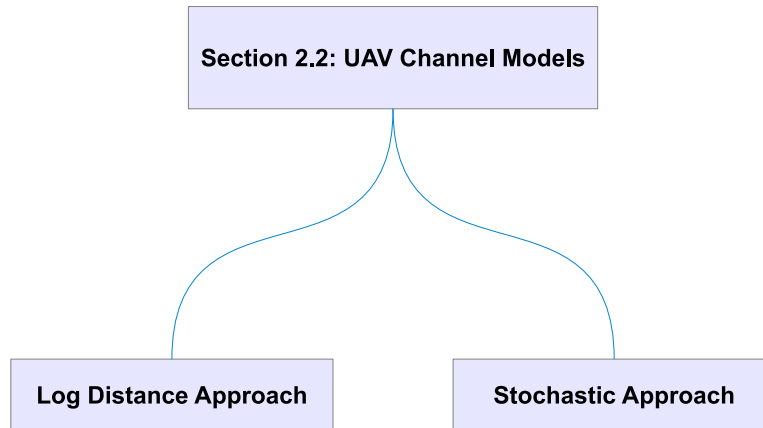 Section 2.2: UAV Channel Models
Log Distance Approach
Stochastic Approach